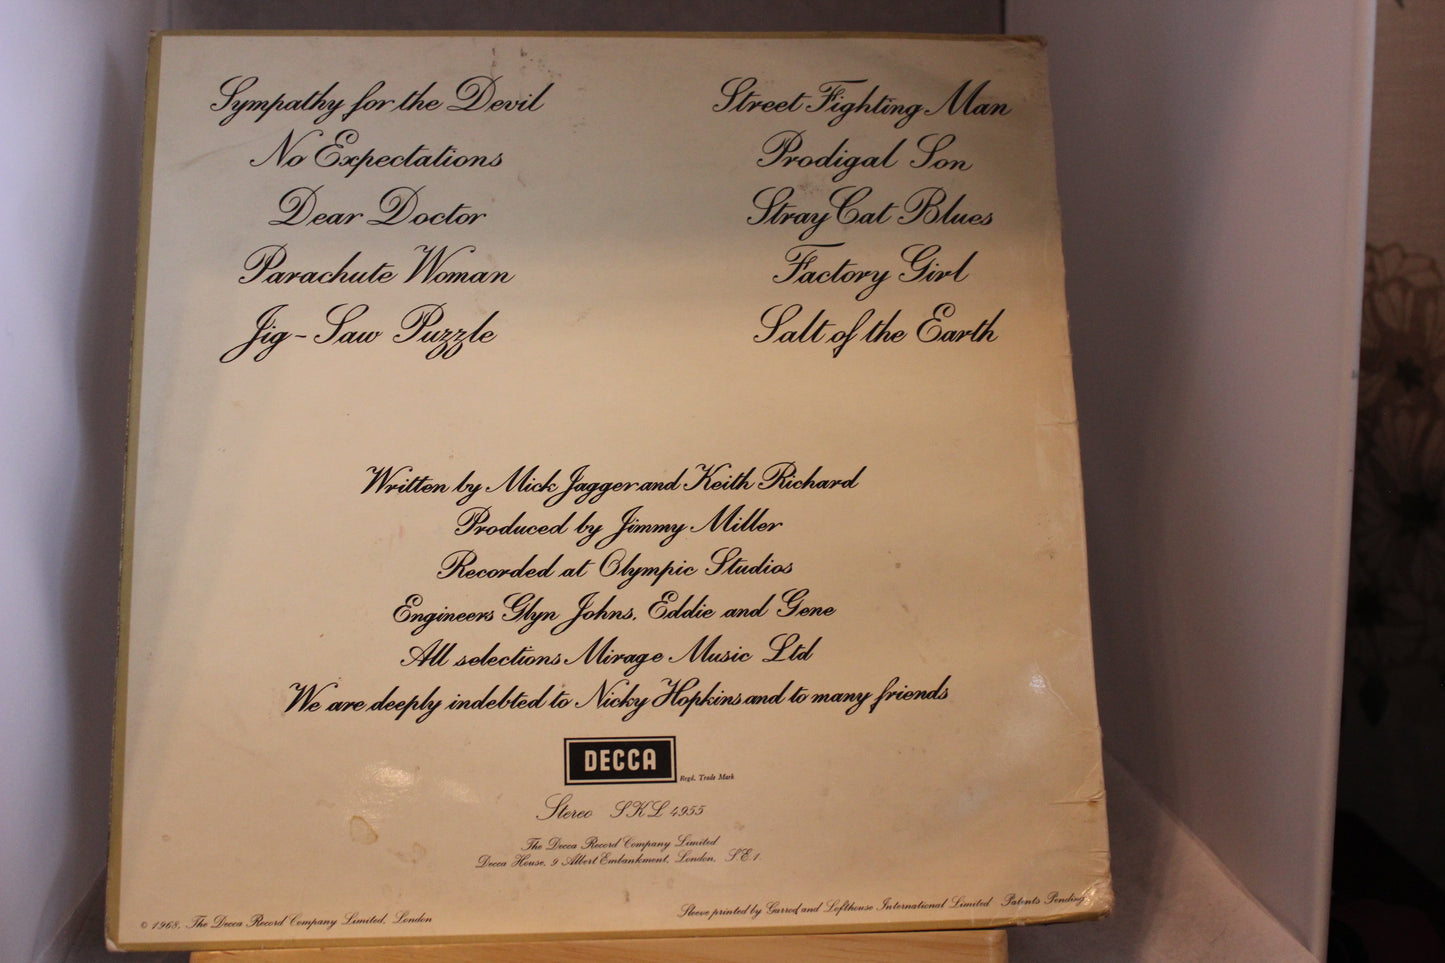 Sympathy for the Devil
No Expectations
Dear Doctor
Parachute Woman
Jig-Saw Puzzle
Street Fighting Man
Prodigal Son
Stray Cat Blues
Factory Girl
Salt of the Earth
Written by Mick Jagger and Keith Richard
Produced by Jimmy Miller
Recorded at Olympic Studios
Engineers Glyn Johns, Eddie and Gene
All selections Mirage Music Ltd
We are deeply indebted to Nicky Hopkins and to many friends
DECCA
Regd. Trade Mark
Stereo SKL 4955
The Decca Record Company Limited
Decca House, 9 Albert Embankment, London, S.E.1.
© 1968, The Decca Record Company Limited, London
Sleeve printed by Garrod and Lofthouse International Limited Patents Pending